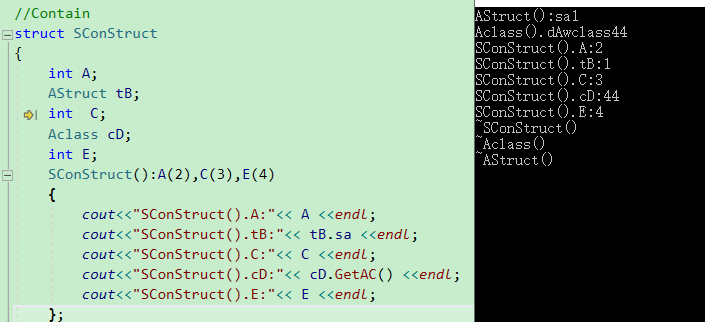 //Contain
struct SConStruct
{
int A;
AStruct tB;
int C;
Aclass cD;
int E;
SConStruct():A(2),C(3),E(4)
{
cout<<"SConStruct().A:"<< A <<endl;
cout<<"SConStruct().tB:"<< tB.sa <<endl;
cout<<"SConStruct().C:"<< C <<endl;
cout<<"SConStruct().cD:"<< cD.GetAC() <<endl;
cout<<"SConStruct().E:"<< E <<endl;
};
AStruct():sa1
Aclass().dAwclass44
SConStruct().A:2
SConStruct().tB:1
SConStruct().C:3
SConStruct().cD:44
SConStruct().E:4
~SConStruct()
~Aclass()
~AStruct()